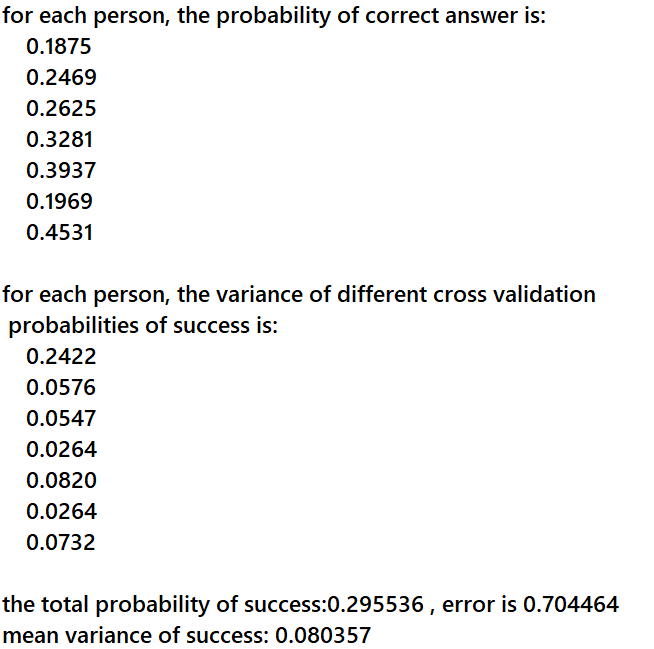 for each person, the probability of correct answer is:
0.1875
0.2469
0.2625
0.3281
0.3937
0.1969
0.4531
for each person, the variance of different cross validation
probabilities of success is:
0.2422
0.0576
0.0547
0.0264
0.0820
0.0264
0.0732
the total probability of success:0.295536 , error is 0.704464
mean variance of success: 0.080357